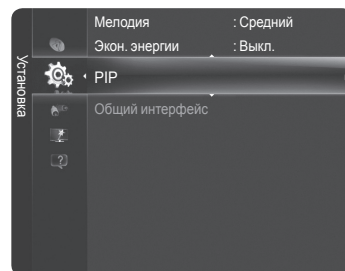 Установка
Мелодия : Средний
Экон. энергии : Выкл.
PIP
Общий интерфейс